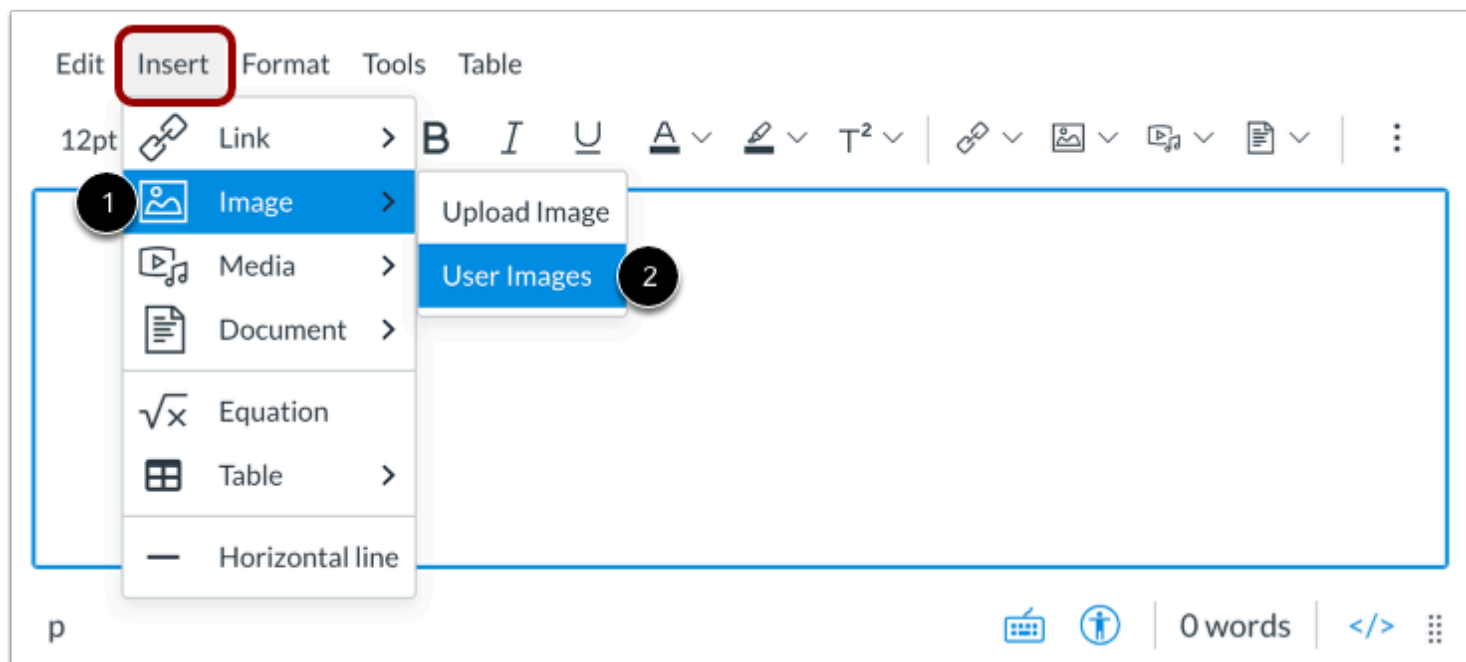 Edit Insert Format Tools Table
12pt B I U A T²
Link
1 Image
Upload Image
User Images 2
Media
Document
√x Equation
Table
Horizontal line
p 0 words </>